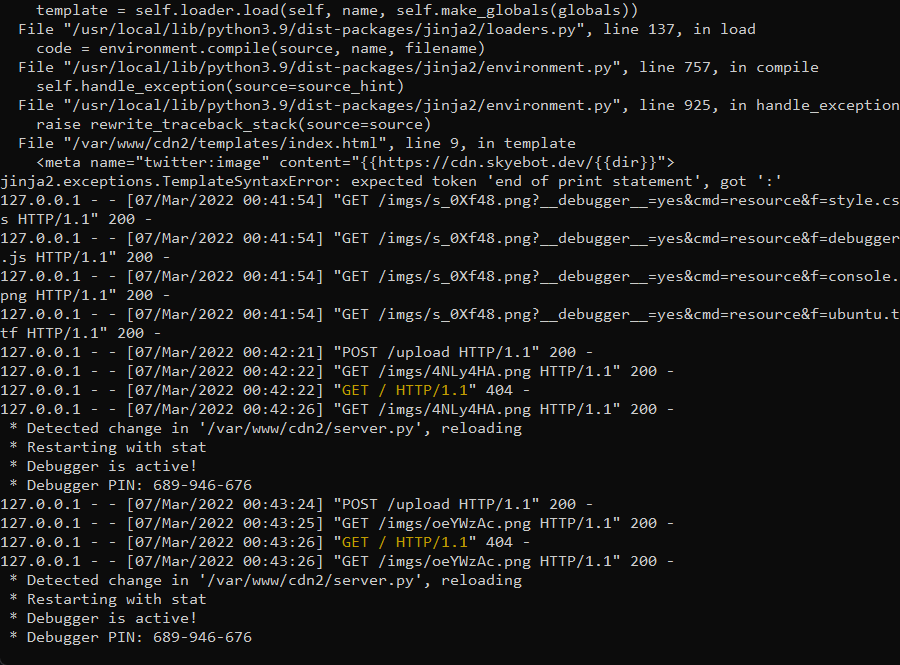 template = self.loader.load(self, name, self.make_globals(globals))
File "/usr/local/lib/python3.9/dist-packages/jinja2/loaders.py", line 137, in load
code = environment.compile(source, name, filename)
File "/usr/local/lib/python3.9/dist-packages/jinja2/environment.py", line 757, in compile
self.handle_exception(source=source_hint)
File "/usr/local/lib/python3.9/dist-packages/jinja2/environment.py", line 925, in handle_exception
raise rewrite_traceback_stack(source=source)
File "/var/www/cdn2/templates/index.html", line 9, in template
<meta name="twitter:image" content="{{https://cdn.skyebot.dev/{{dir}}">
jinja2.exceptions.TemplateSyntaxError: expected token 'end of print statement', got ':'
127.0.0.1 - - [07/Mar/2022 00:41:54] "GET /imgs/s_0Xf48.png?__debugger__=yes&cmd=resource&f=style.cs
s HTTP/1.1" 200 -
127.0.0.1 - - [07/Mar/2022 00:41:54] "GET /imgs/s_0Xf48.png?__debugger__=yes&cmd=resource&f=debugger
.js HTTP/1.1" 200 -
127.0.0.1 - - [07/Mar/2022 00:41:54] "GET /imgs/s_0Xf48.png?__debugger__=yes&cmd=resource&f=console.
png HTTP/1.1" 200 -
127.0.0.1 - - [07/Mar/2022 00:41:54] "GET /imgs/s_0Xf48.png?__debugger__=yes&cmd=resource&f=ubuntu.t
tf HTTP/1.1" 200 -
127.0.0.1 - - [07/Mar/2022 00:42:21] "POST /upload HTTP/1.1" 200 -
127.0.0.1 - - [07/Mar/2022 00:42:22] "GET /imgs/4NLy4HA.png HTTP/1.1" 200 -
127.0.0.1 - - [07/Mar/2022 00:42:22] "GET / HTTP/1.1" 404 -
127.0.0.1 - - [07/Mar/2022 00:42:26] "GET /imgs/4NLy4HA.png HTTP/1.1" 200 -
* Detected change in '/var/www/cdn2/server.py', reloading
* Restarting with stat
* Debugger is active!
* Debugger PIN: 689-946-676
127.0.0.1 - - [07/Mar/2022 00:43:24] "POST /upload HTTP/1.1" 200 -
127.0.0.1 - - [07/Mar/2022 00:43:25] "GET /imgs/oeYWzAc.png HTTP/1.1" 200 -
127.0.0.1 - - [07/Mar/2022 00:43:26] "GET / HTTP/1.1" 404 -
127.0.0.1 - - [07/Mar/2022 00:43:26] "GET /imgs/oeYWzAc.png HTTP/1.1" 200 -
* Detected change in '/var/www/cdn2/server.py', reloading
* Restarting with stat
* Debugger is active!
* Debugger PIN: 689-946-676